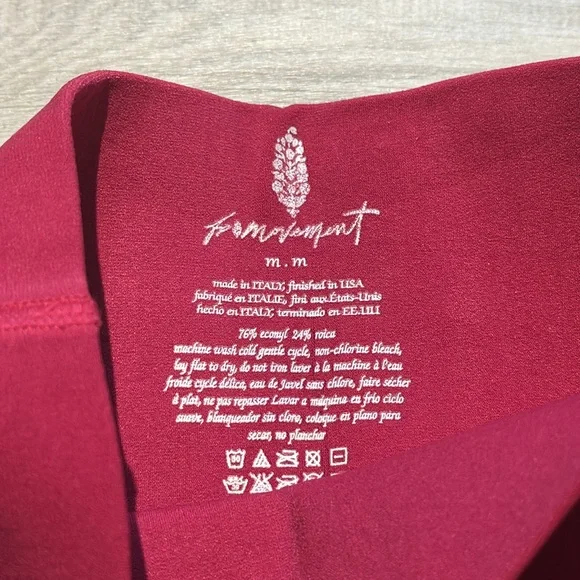 fpmovement
m.m
made in ITALY, finished in USA
fabriqué en ITALIE, fini aux États-Unis
hecho en ITALY, terminado en EE.UU
76% econyl 24% roica
machine wash cold gentle cycle, non-chlorine bleach,
lay flat to dry, do not iron laver à la machine à l'eau
froide cycle délica, eau de Javel sans chlore, faire sécher
à plat, ne pas repasser Lavar a máquina en frío ciclo
suave, blanqueador sin cloro, coloque en plano para
secar, no planchar